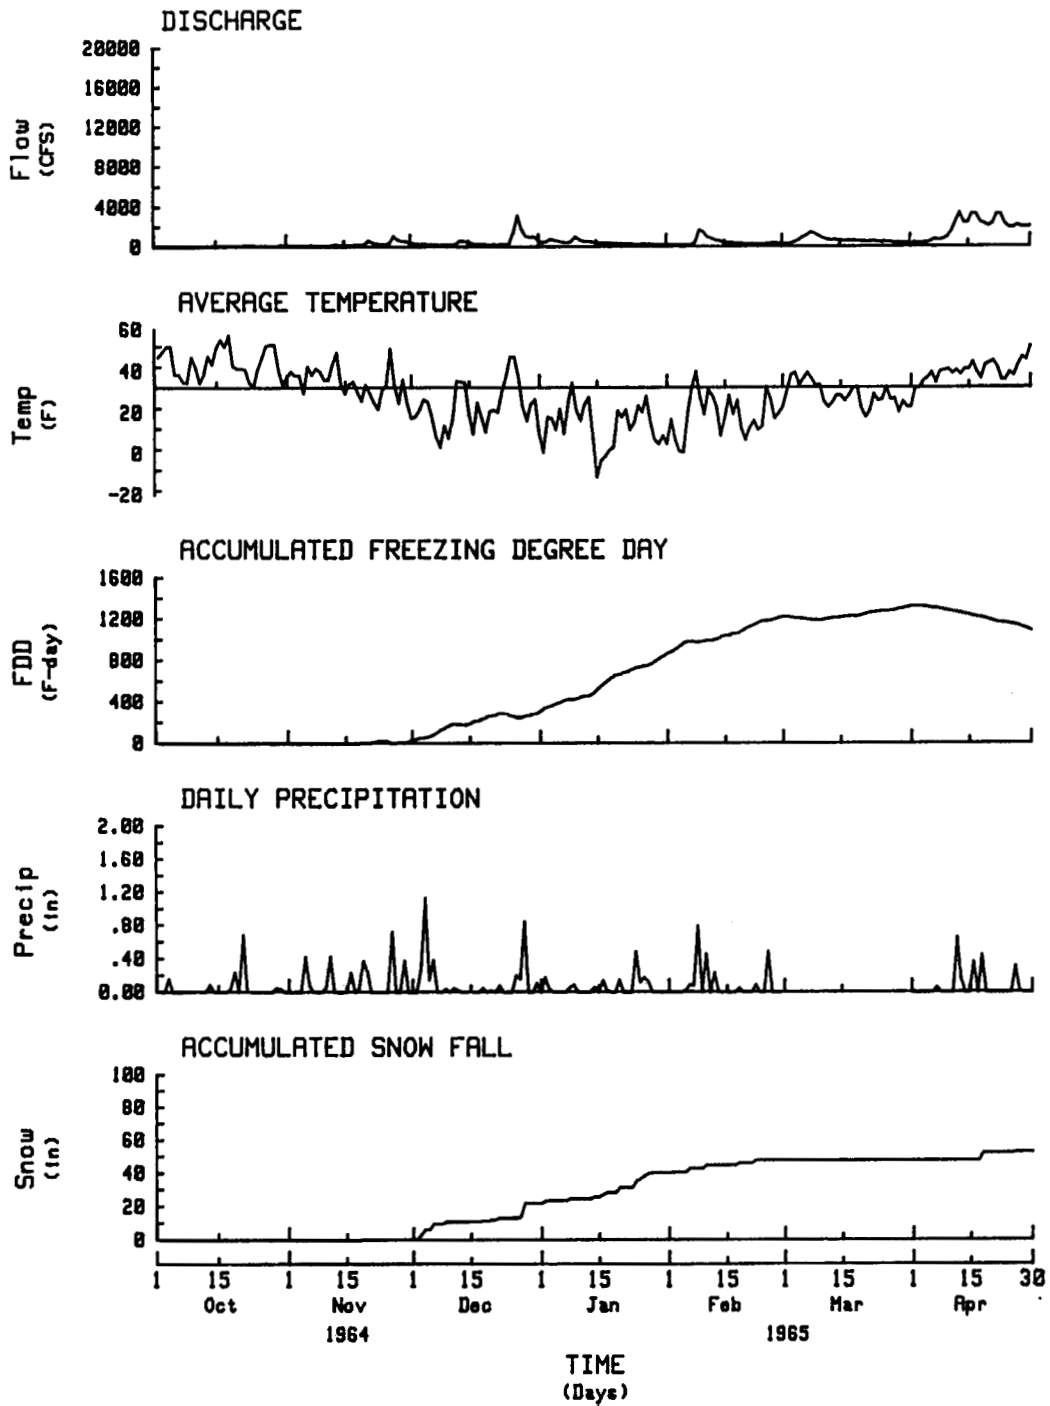 DISCHARGE
20000
16000
12000
8000
4000
0
Flow
(CFS)
AVERAGE TEMPERATURE
60
40
20
0
-20
Temp
(F)
ACCUMULATED FREEZING DEGREE DAY
1600
1200
800
400
0
FDD
(F-day)
DAILY PRECIPITATION
2.00
1.60
1.20
.80
.40
0.00
Precip
(in)
ACCUMULATED SNOW FALL
100
80
60
40
20
0
Snow
(in)
1 15 1 15 1 15 1 15 1 15 1 15 1 15 30
Oct Nov Dec Jan Feb Mar Apr
1964 1965
TIME
(Days)